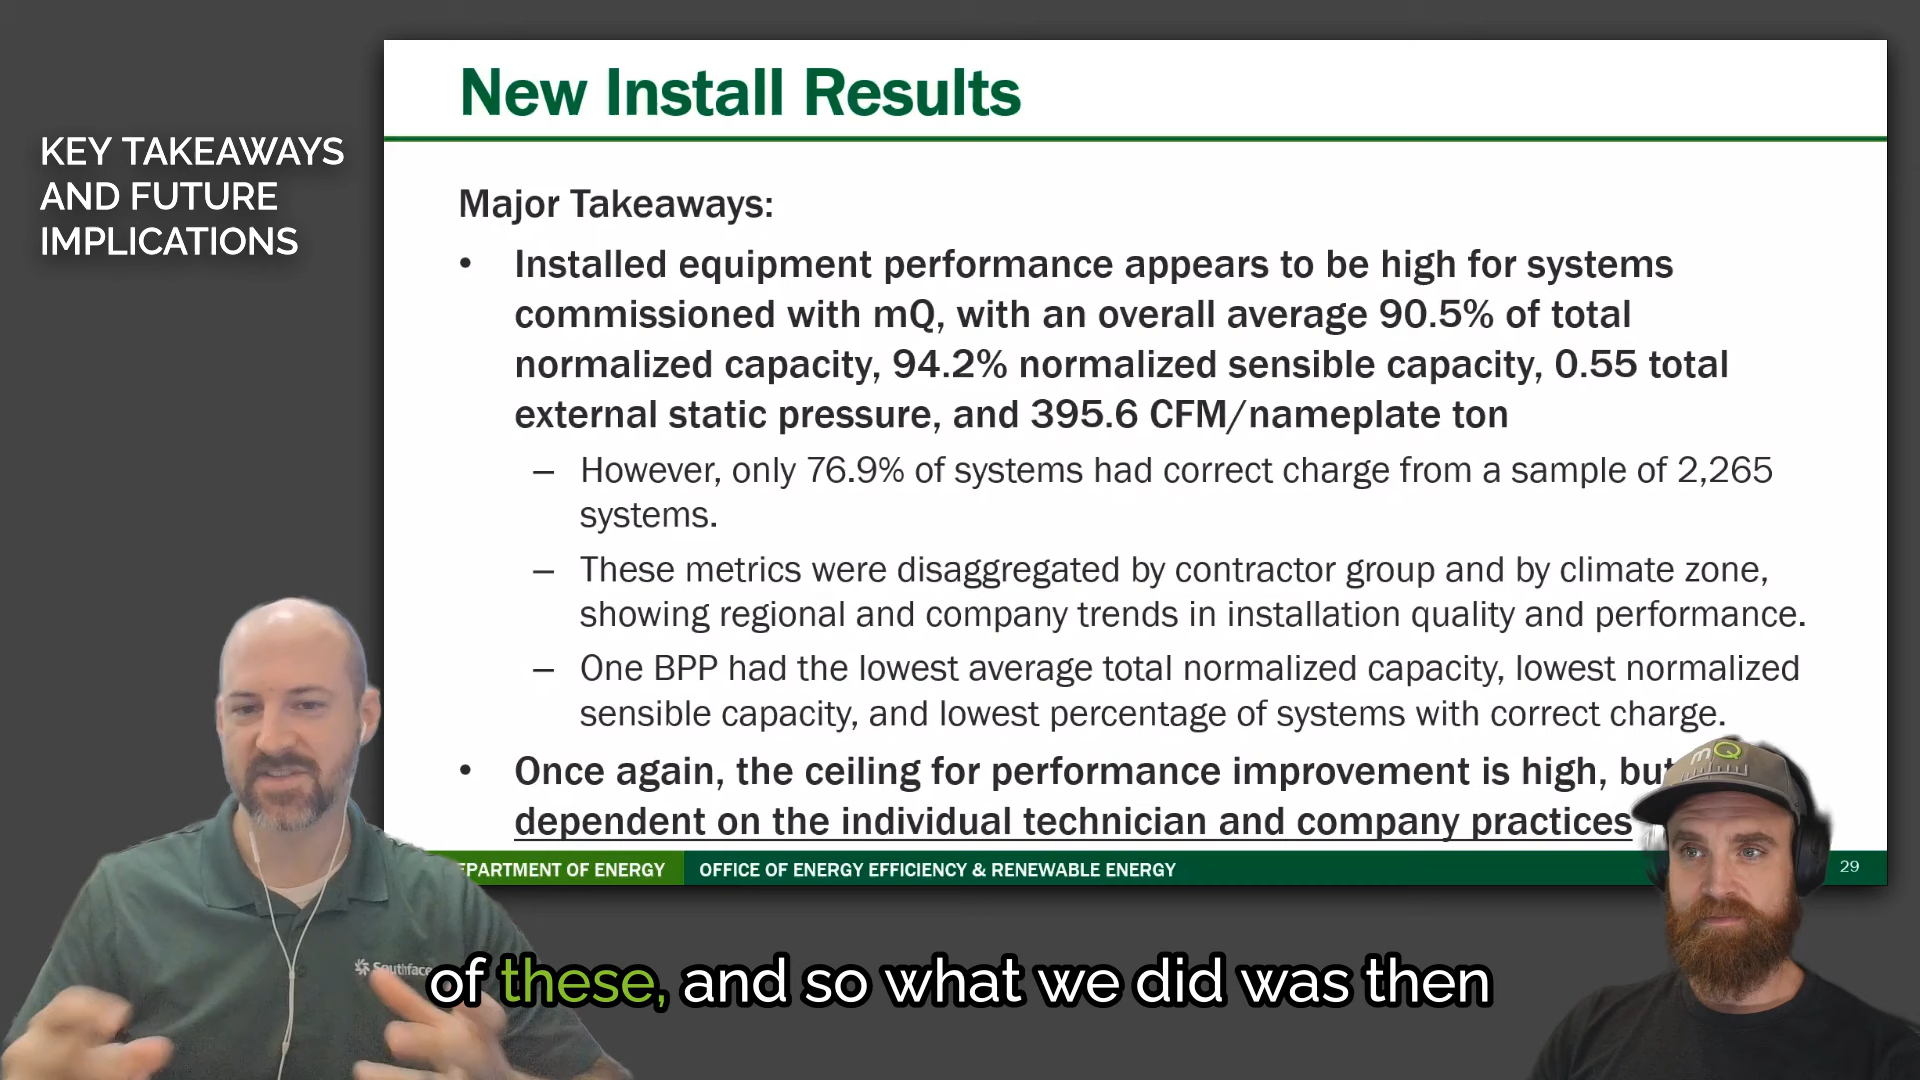 KEY TAKEAWAYS
AND FUTURE
IMPLICATIONS
New Install Results
Major Takeaways:
• Installed equipment performance appears to be high for systems
commissioned with mQ, with an overall average 90.5% of total
normalized capacity, 94.2% normalized sensible capacity, 0.55 total
external static pressure, and 395.6 CFM/nameplate ton
– However, only 76.9% of systems had correct charge from a sample of 2,265
systems.
– These metrics were disaggregated by contractor group and by climate zone,
showing regional and company trends in installation quality and performance.
– One BPP had the lowest average total normalized capacity, lowest normalized
sensible capacity, and lowest percentage of systems with correct charge.
• Once again, the ceiling for performance improvement is high, but
dependent on the individual technician and company practices
mQ
DEPARTMENT OF ENERGY
OFFICE OF ENERGY EFFICIENCY & RENEWABLE ENERGY
29
Southface
of these, and so what we did was then